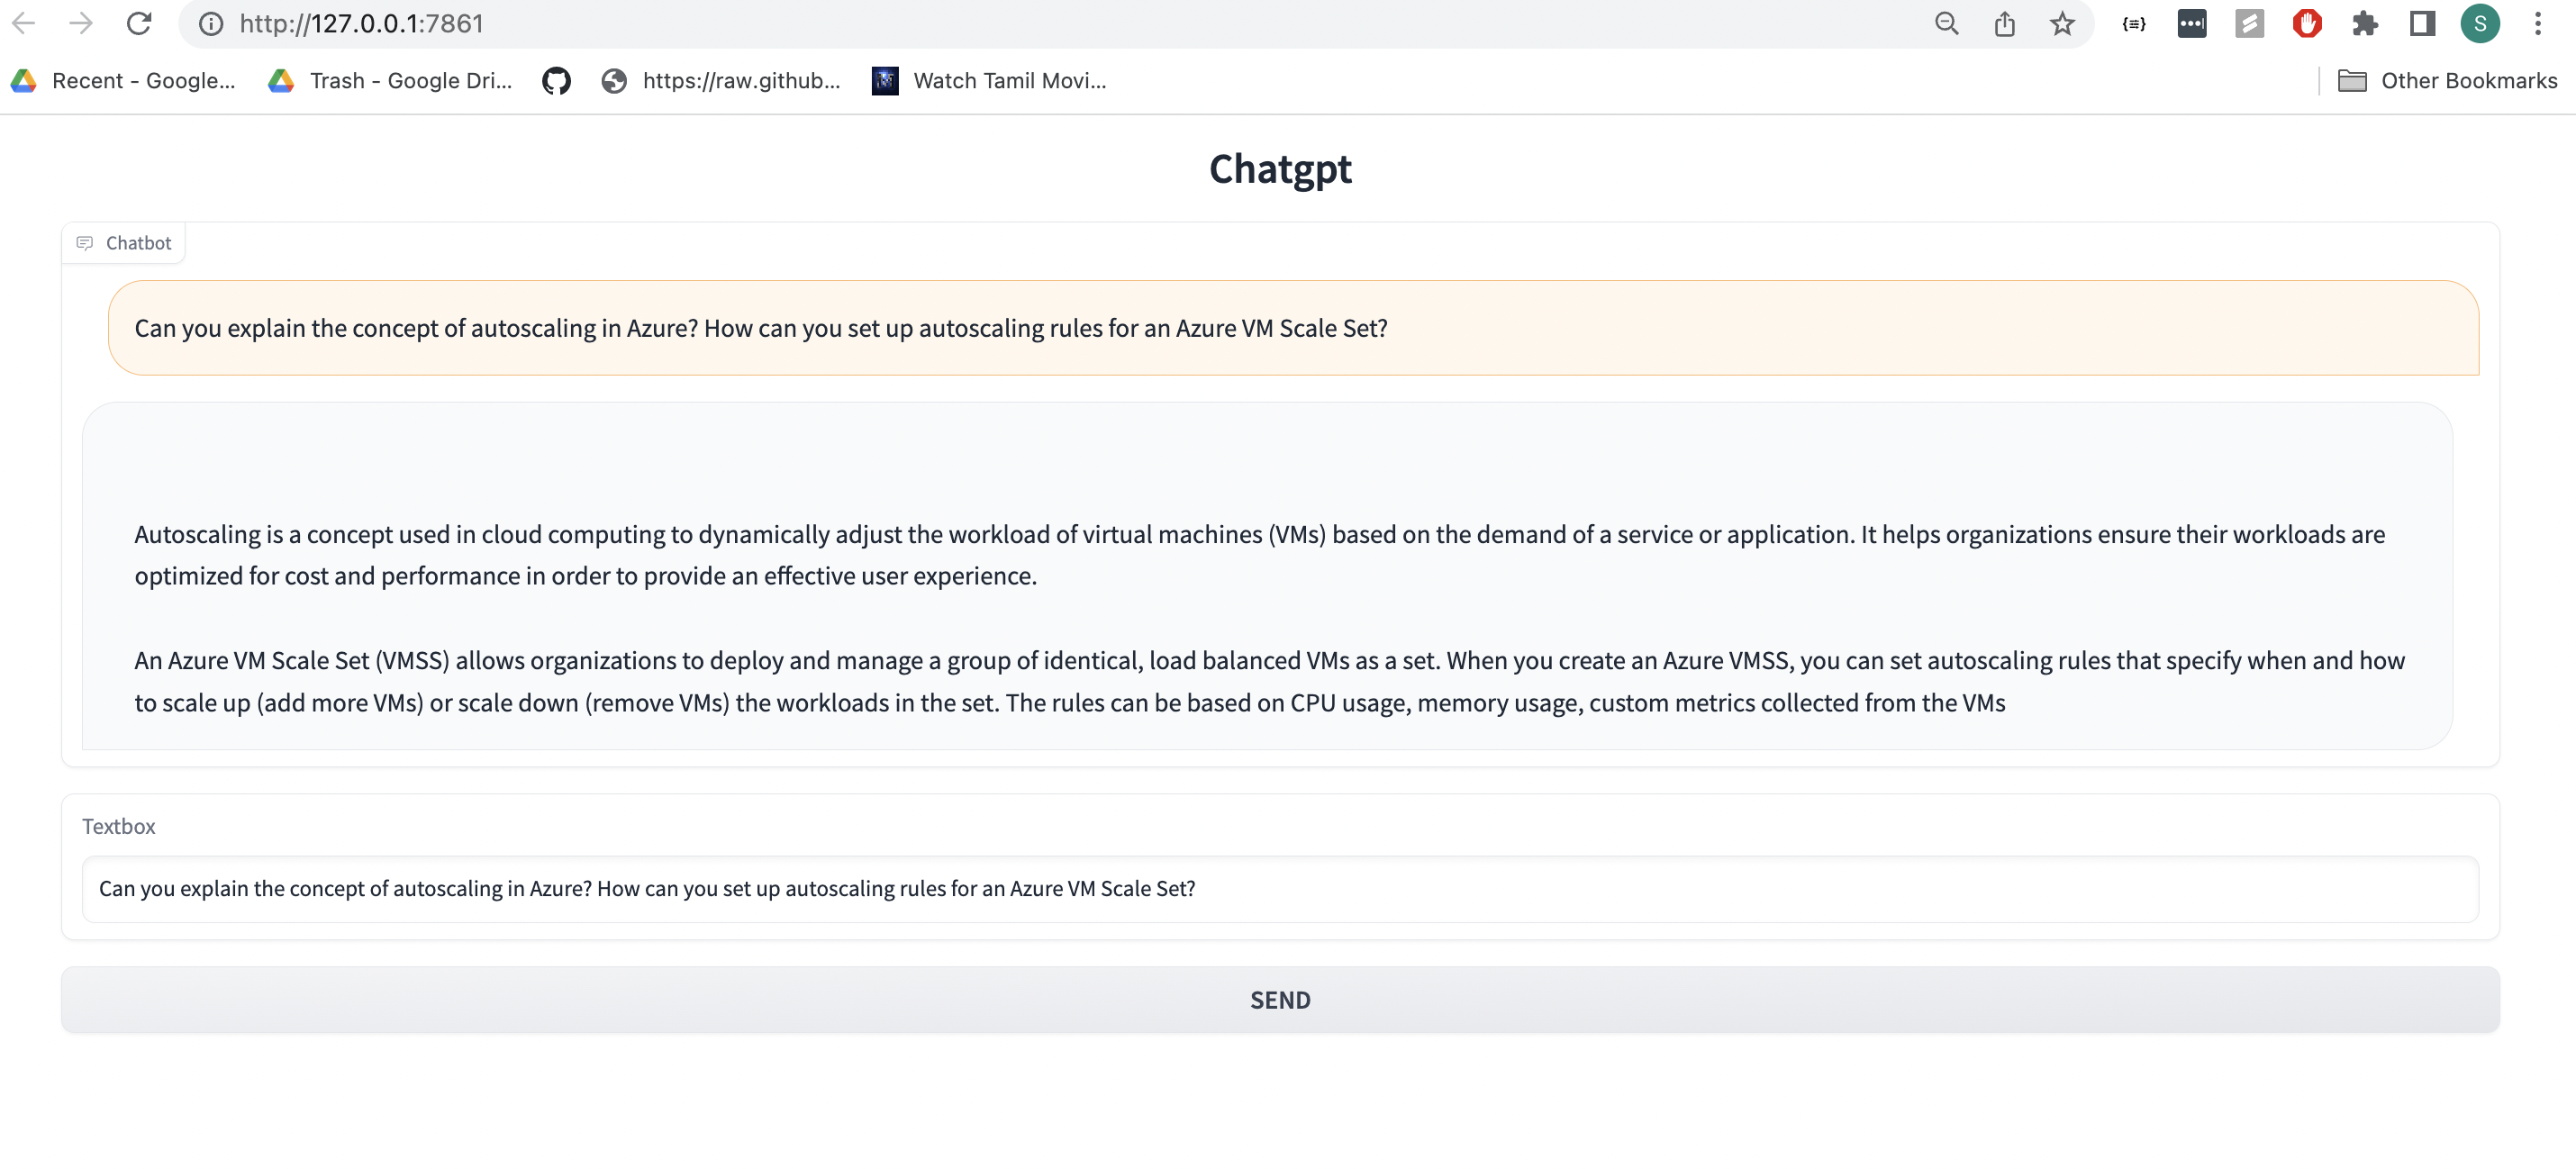 http://127.0.0.1:7861
S
Recent - Google...
Trash - Google Dri...
https://raw.github...
Watch Tamil Movi...
Other Bookmarks
Chatgpt
Chatbot
Can you explain the concept of autoscaling in Azure? How can you set up autoscaling rules for an Azure VM Scale Set?
Autoscaling is a concept used in cloud computing to dynamically adjust the workload of virtual machines (VMs) based on the demand of a service or application. It helps organizations ensure their workloads are
optimized for cost and performance in order to provide an effective user experience.
An Azure VM Scale Set (VMSS) allows organizations to deploy and manage a group of identical, load balanced VMs as a set. When you create an Azure VMSS, you can set autoscaling rules that specify when and how
to scale up (add more VMs) or scale down (remove VMs) the workloads in the set. The rules can be based on CPU usage, memory usage, custom metrics collected from the VMs
Textbox
Can you explain the concept of autoscaling in Azure? How can you set up autoscaling rules for an Azure VM Scale Set?
SEND